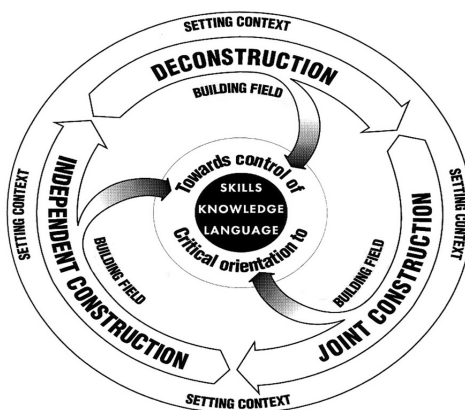 SETTING CONTEXT
DECONSTRUCTION
BUILDING FIELD
SETTING CONTEXT
JOINT CONSTRUCTION
BUILDING FIELD
SETTING CONTEXT
INDEPENDENT CONSTRUCTION
BUILDING FIELD
SETTING CONTEXT
Towards control of
SKILLS
KNOWLEDGE
LANGUAGE
Critical orientation to